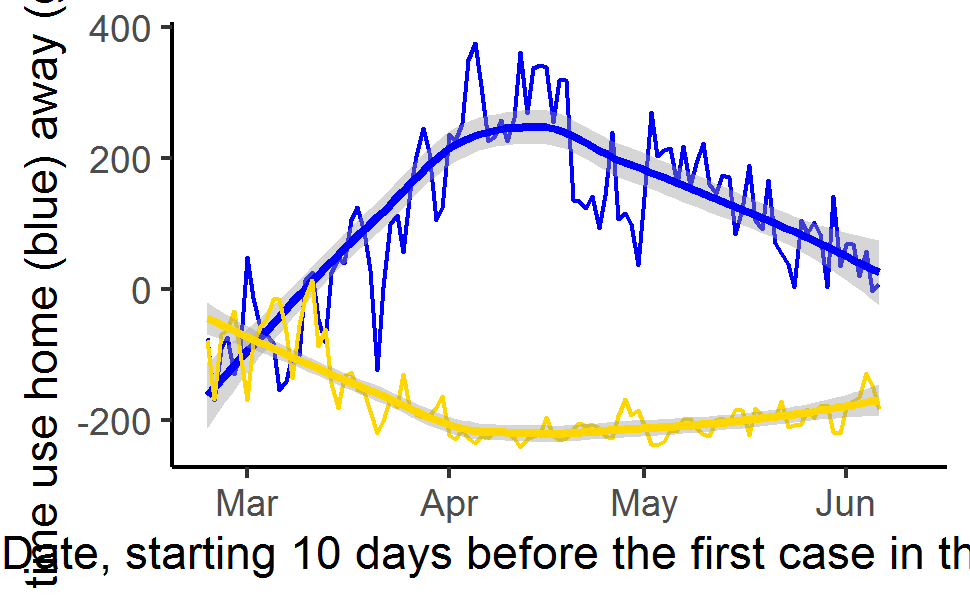 time use home (blue) away (g
400
200
0
-200
Mar Apr May Jun
Date, starting 10 days before the first case in th